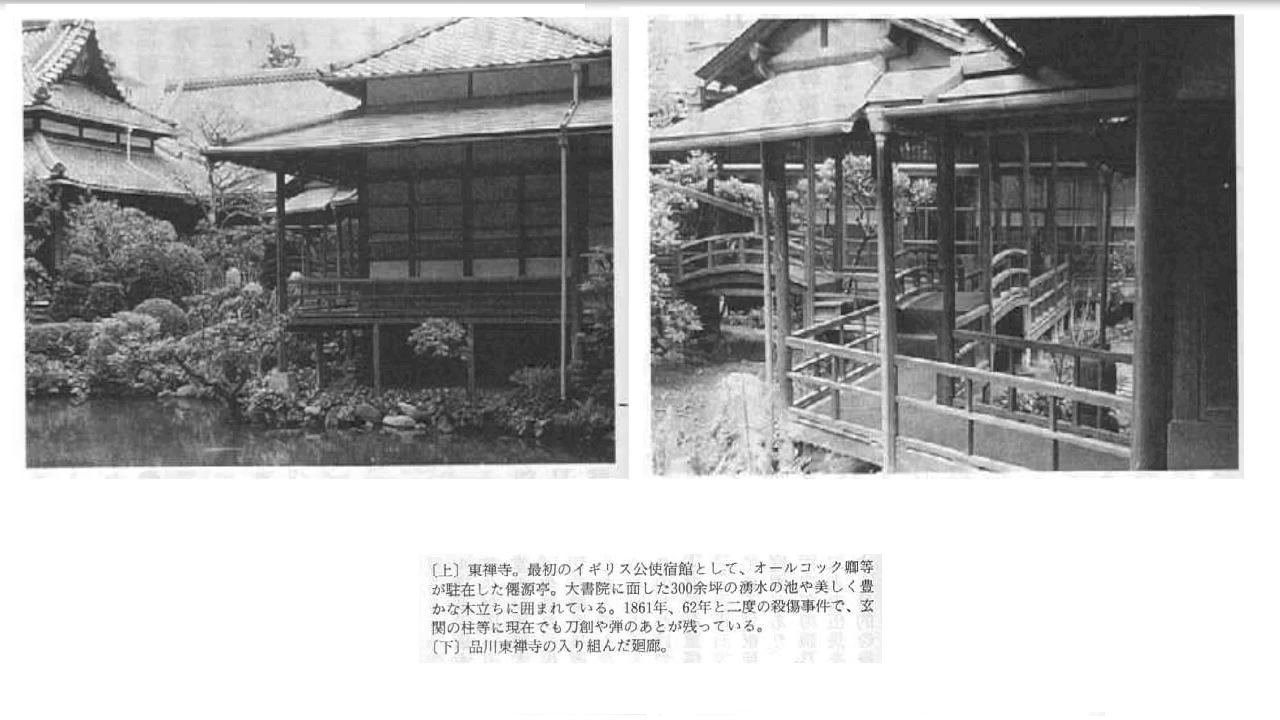 〔上〕東禅寺。最初のイギリス公使宿館として、オールコック卿等
が駐在した僊源亭。大書院に面した300余坪の湧水の池や美しく豊
かな木立ちに囲まれている。1861年、62年と二度の殺傷事件で、玄
関の柱等に現在でも刀創や弾のあとが残っている。
〔下〕品川東禅寺の入り組んだ廻廊。